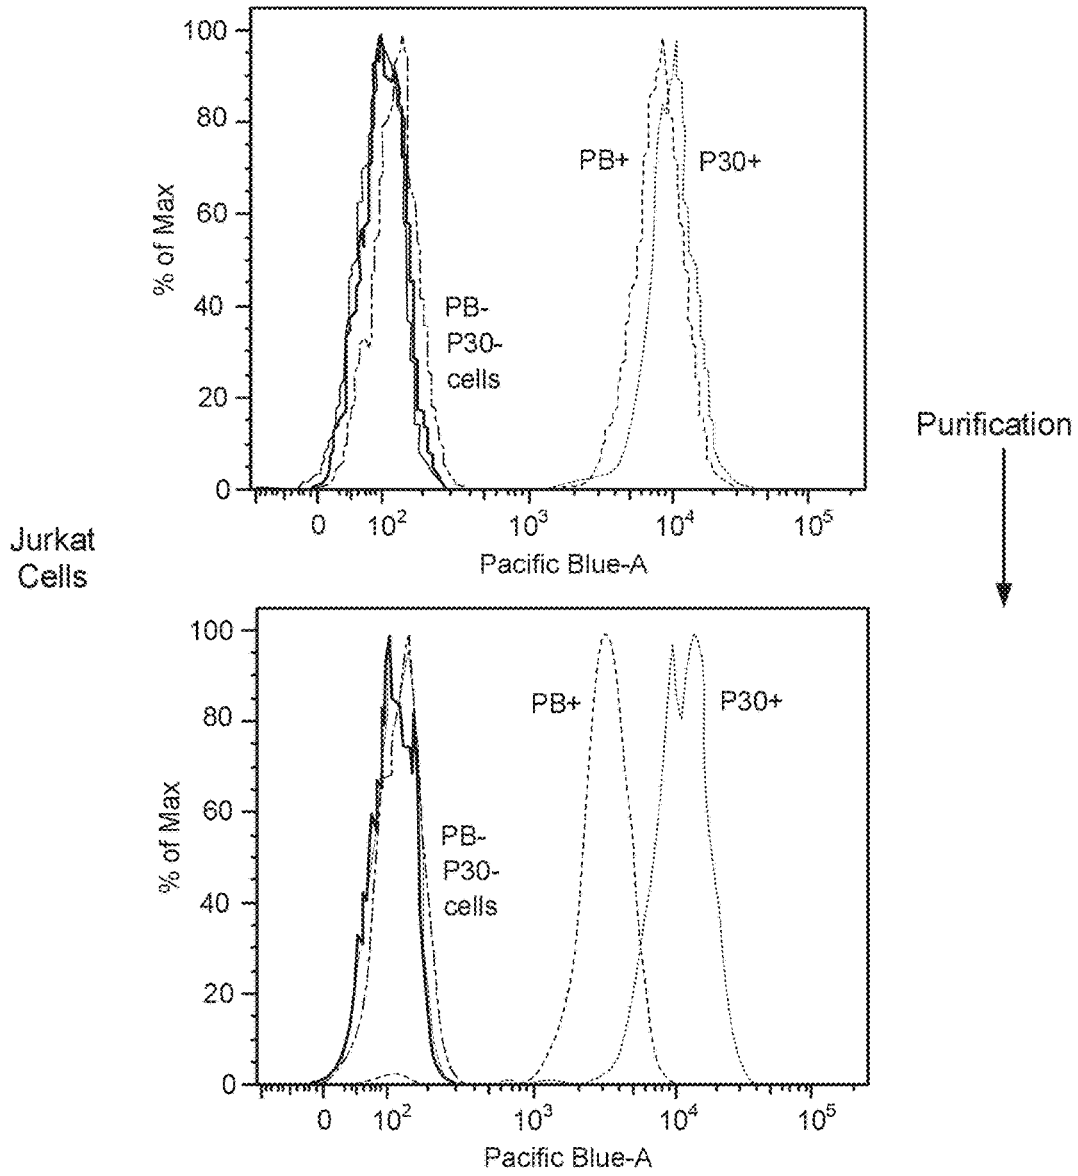 100
80
60
40
20
0
% of Max
PB+
P30+
PB-
P30-
cells
0 10² 10³ 10⁴ 10⁵
Pacific Blue-A
Purification
Jurkat
Cells
100
80
60
40
20
0
% of Max
PB+
P30+
PB-
P30-
cells
0 10² 10³ 10⁴ 10⁵
Pacific Blue-A